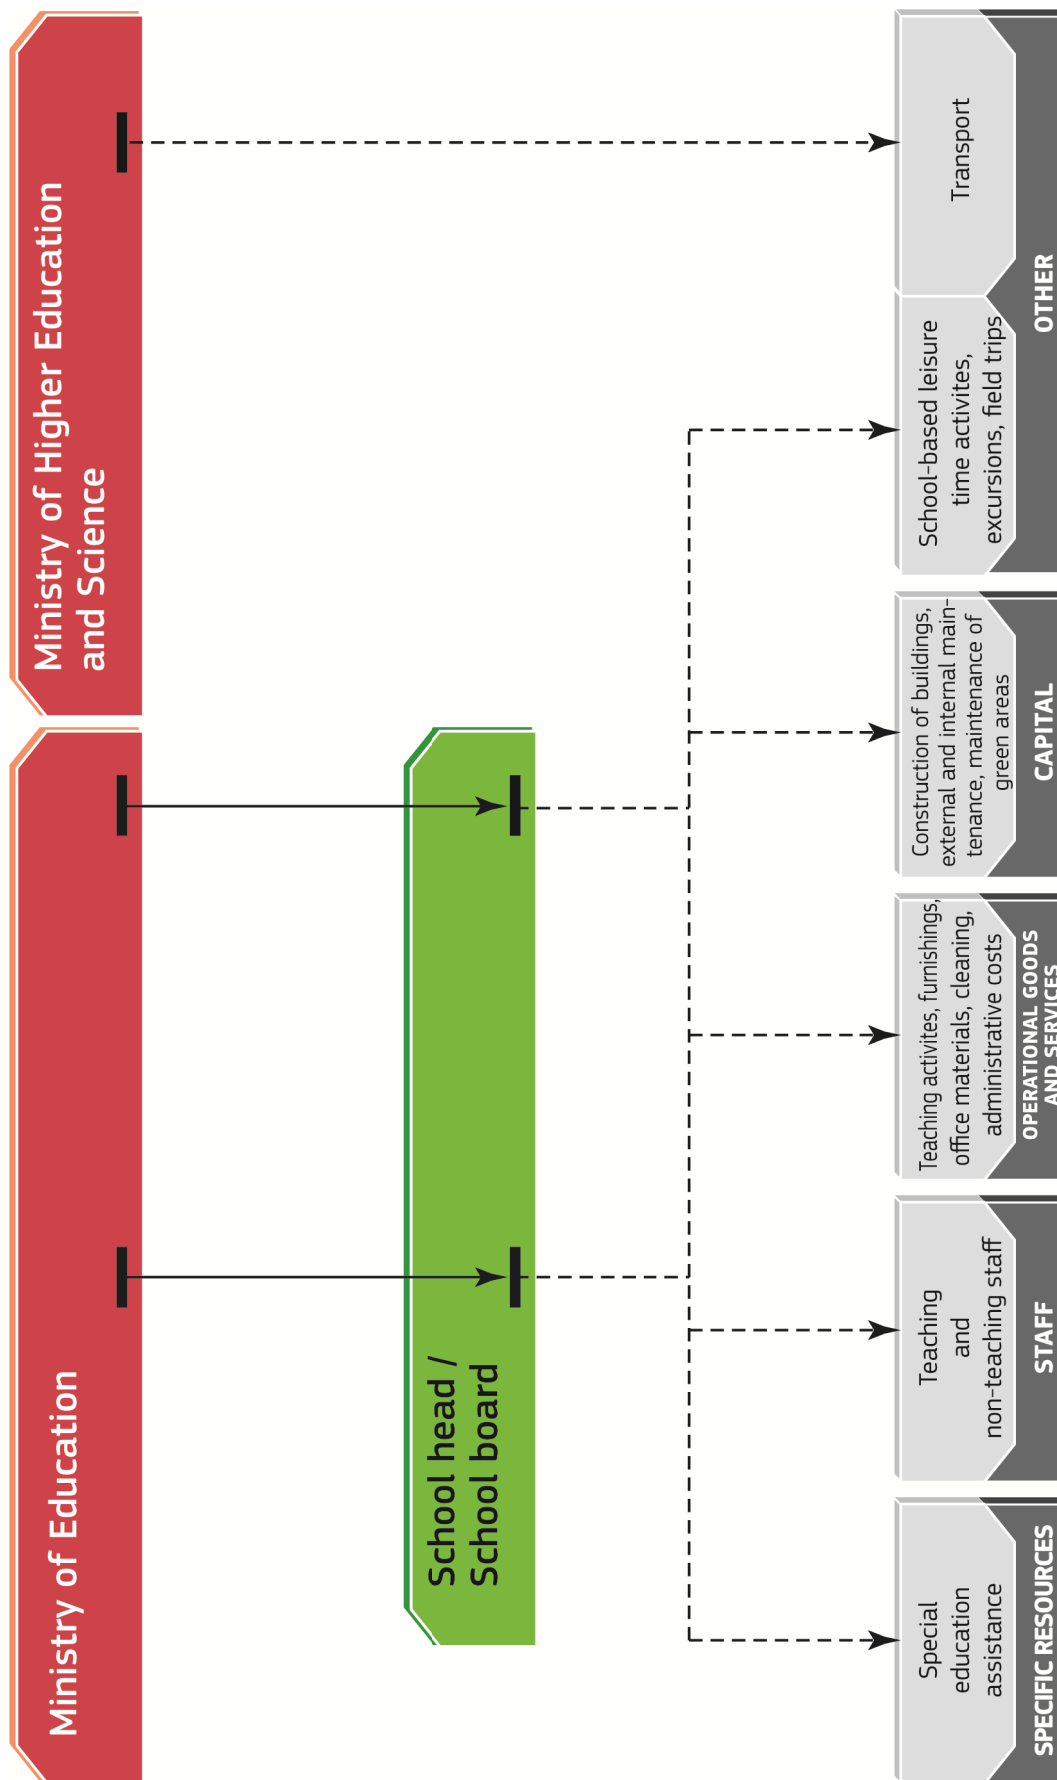 Ministry of Education
Ministry of Higher Education
and Science
School head /
School board
Special
education
assistance
SPECIFIC RESOURCES
Teaching
and
non-teaching staff
STAFF
Teaching activites, furnishings,
office materials, cleaning,
administrative costs
OPERATIONAL GOODS
AND SERVICES
Construction of buildings,
external and internal main-
tenance, maintenance of
green areas
CAPITAL
School-based leisure
time activites,
excursions, field trips
Transport
OTHER